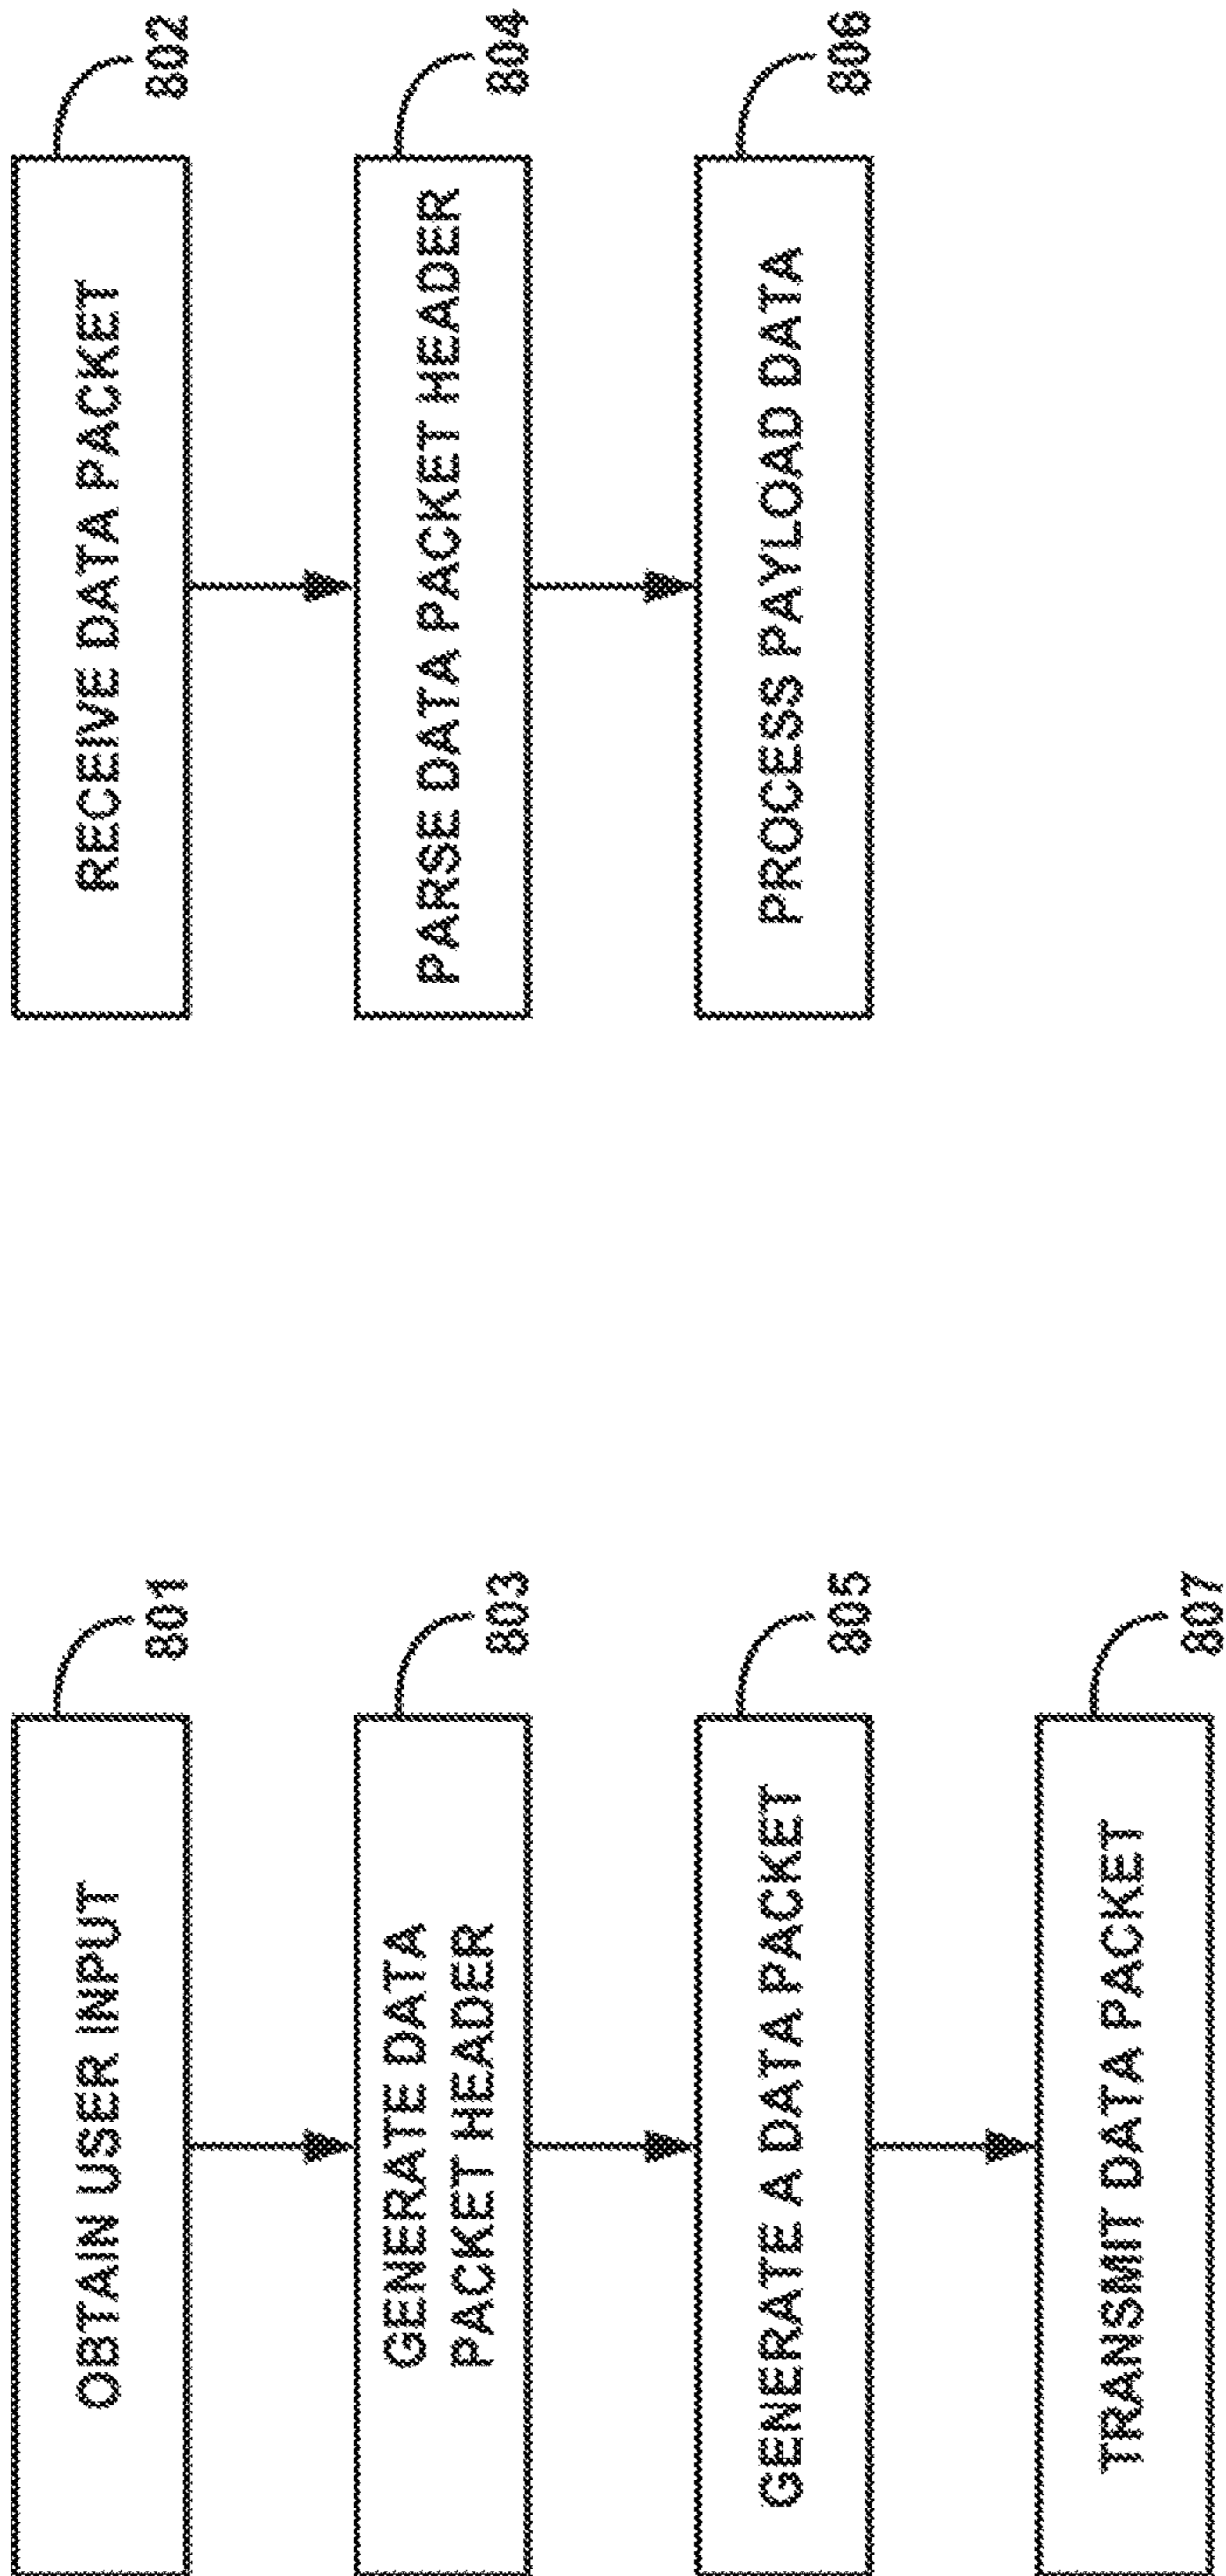 OBTAIN USER INPUT
801
GENERATE DATA
PACKET HEADER
803
GENERATE A DATA PACKET
805
TRANSMIT DATA PACKET
807
RECEIVE DATA PACKET
802
PARSE DATA PACKET HEADER
804
PROCESS PAYLOAD DATA
806